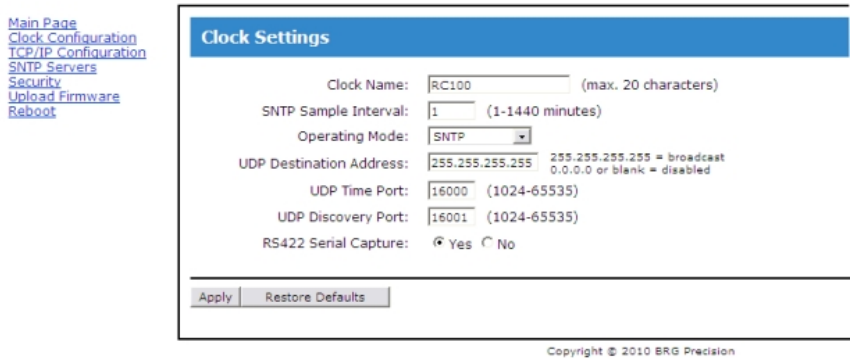 Main Page
Clock Configuration
TCP/IP Configuration
SNTP Servers
Security
Upload Firmware
Reboot
Clock Settings
Clock Name: RC100 (max. 20 characters)
SNTP Sample Interval: 1 (1-1440 minutes)
Operating Mode: SNTP
UDP Destination Address: 255.255.255.255 255.255.255.255 = broadcast
0.0.0.0 or blank = disabled
UDP Time Port: 16000 (1024-65535)
UDP Discovery Port: 16001 (1024-65535)
RS422 Serial Capture: Yes No
Apply Restore Defaults
Copyright © 2010 BRG Precision